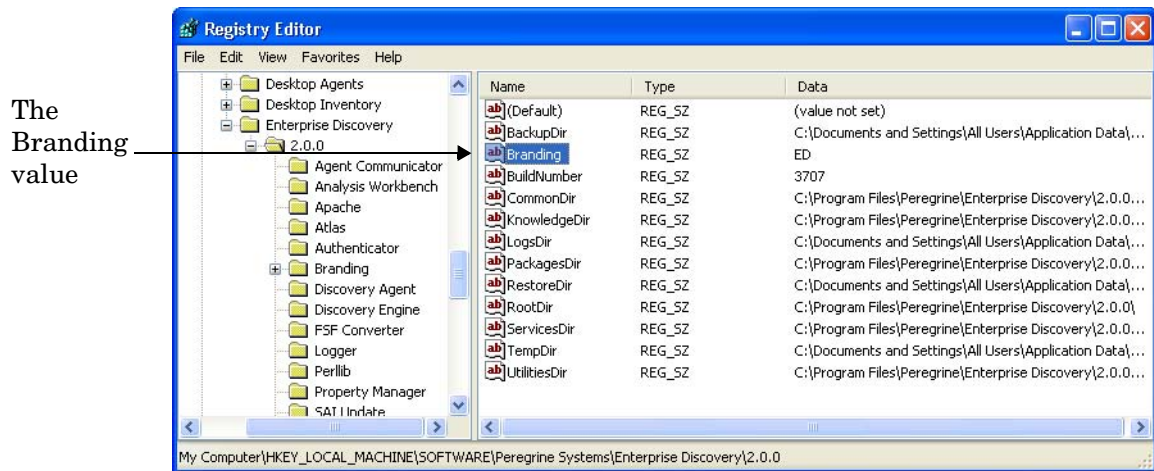 The
Branding
value
Registry Editor
File Edit View Favorites Help
Desktop Agents
Desktop Inventory
Enterprise Discovery
2.0.0
Agent Communicator
Analysis Workbench
Apache
Atlas
Authenticator
Branding
Discovery Agent
Discovery Engine
FSF Converter
Logger
Perllib
Property Manager
SAI Update
Name Type Data
(Default) REG_SZ (value not set)
BackupDir REG_SZ C:\Documents and Settings\All Users\Application Data\...
Branding REG_SZ ED
BuildNumber REG_SZ 3707
CommonDir REG_SZ C:\Program Files\Peregrine\Enterprise Discovery\2.0.0...
KnowledgeDir REG_SZ C:\Program Files\Peregrine\Enterprise Discovery\2.0.0...
LogsDir REG_SZ C:\Documents and Settings\All Users\Application Data\...
PackagesDir REG_SZ C:\Program Files\Peregrine\Enterprise Discovery\2.0.0...
RestoreDir REG_SZ C:\Documents and Settings\All Users\Application Data\...
RootDir REG_SZ C:\Program Files\Peregrine\Enterprise Discovery\2.0.0\
ServicesDir REG_SZ C:\Program Files\Peregrine\Enterprise Discovery\2.0.0...
TempDir REG_SZ C:\Documents and Settings\All Users\Application Data\...
UtilitiesDir REG_SZ C:\Program Files\Peregrine\Enterprise Discovery\2.0.0...
My Computer\HKEY_LOCAL_MACHINE\SOFTWARE\Peregrine Systems\Enterprise Discovery\2.0.0